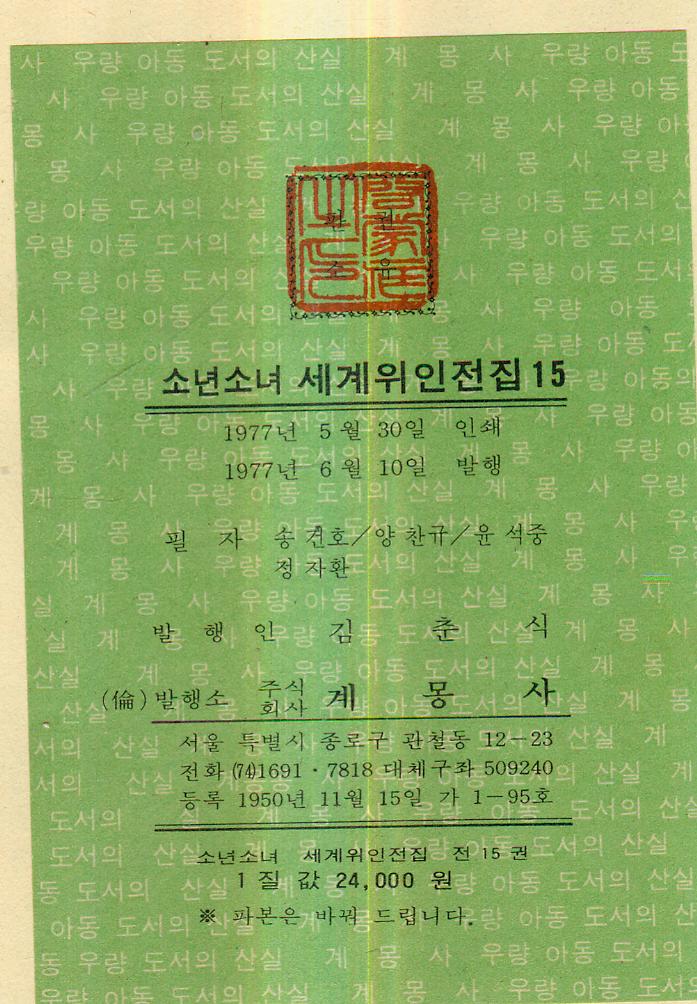 판 권
소 유
소년소녀 세계위인전집 15
1977년 5월 30일 인쇄
1977년 6월 10일 발행
필 자 송 견호/양 찬규/윤 석중
정 자환
발 행 인 김 춘 식
(倫) 발행소 주식회사 계 몽 사
서울 특별시 종로구 관철동 12-23
전화 (74)1691 · 7818 대체구좌 509240
등록 1950년 11월 15일 가 1-95호
소년소녀 세계위인전집 전 15 권
1 질 값 24,000 원
※ 파본은 바꿔 드립니다.